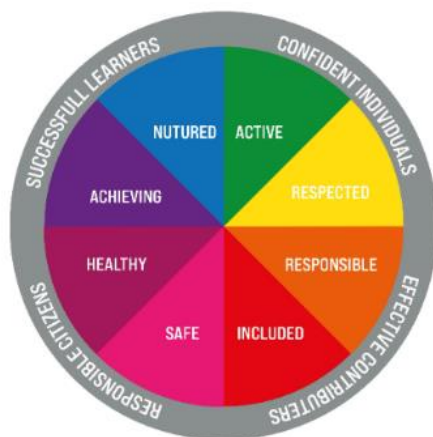 SUCCESSFULL LEARNERS
CONFIDENT INDIVIDUALS
NUTURED
ACTIVE
ACHIEVING
RESPECTED
HEALTHY
RESPONSIBLE
SAFE
INCLUDED
RESPONSIBLE CITIZENS
EFFECTIVE CONTRIBUTERS